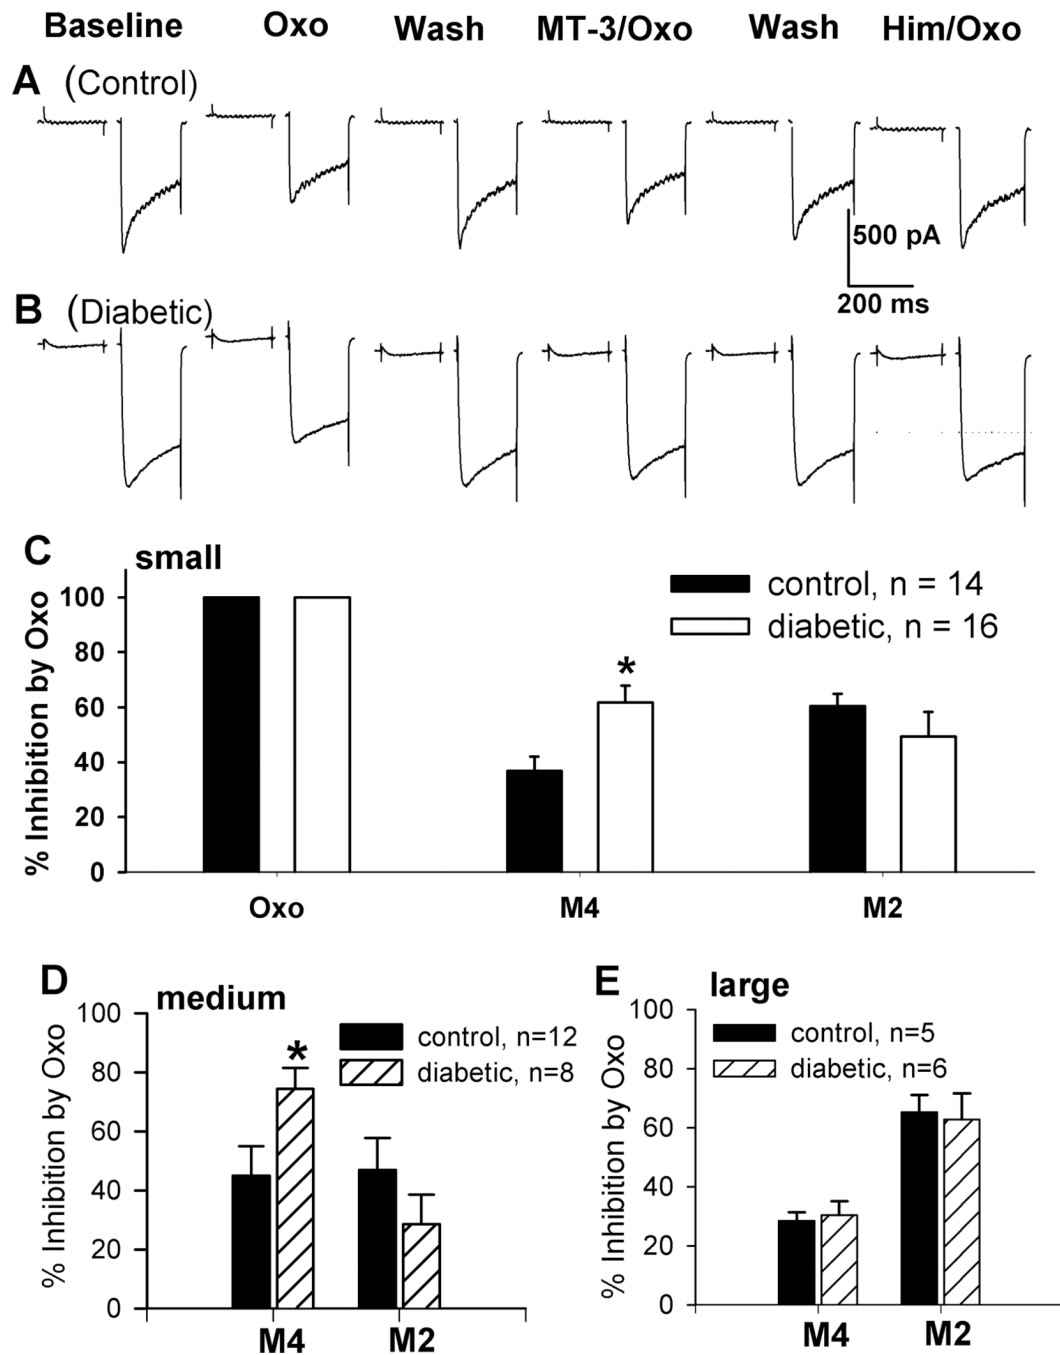 Baseline Oxo Wash MT-3/Oxo Wash Him/Oxo
A (Control)
500 pA
200 ms
B (Diabetic)
C small
control, n = 14
diabetic, n = 16
% Inhibition by Oxo
100
80
60
40
20
0
*
Oxo M4 M2
D medium
control, n=12
diabetic, n=8
% Inhibition by Oxo
100
80
60
40
20
0
*
M4 M2
E large
control, n=5
diabetic, n=6
% Inhibition by Oxo
100
80
60
40
20
0
M4 M2